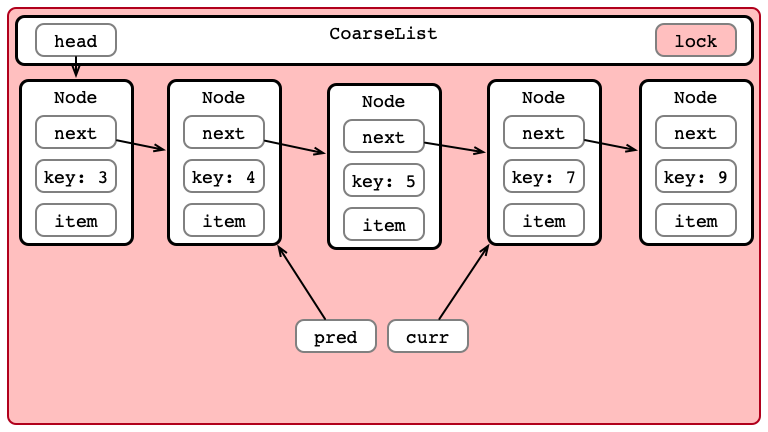 CoarseList
head
lock
Node
next
key: 3
item
Node
next
key: 4
item
Node
next
key: 5
item
Node
next
key: 7
item
Node
next
key: 9
item
pred
curr